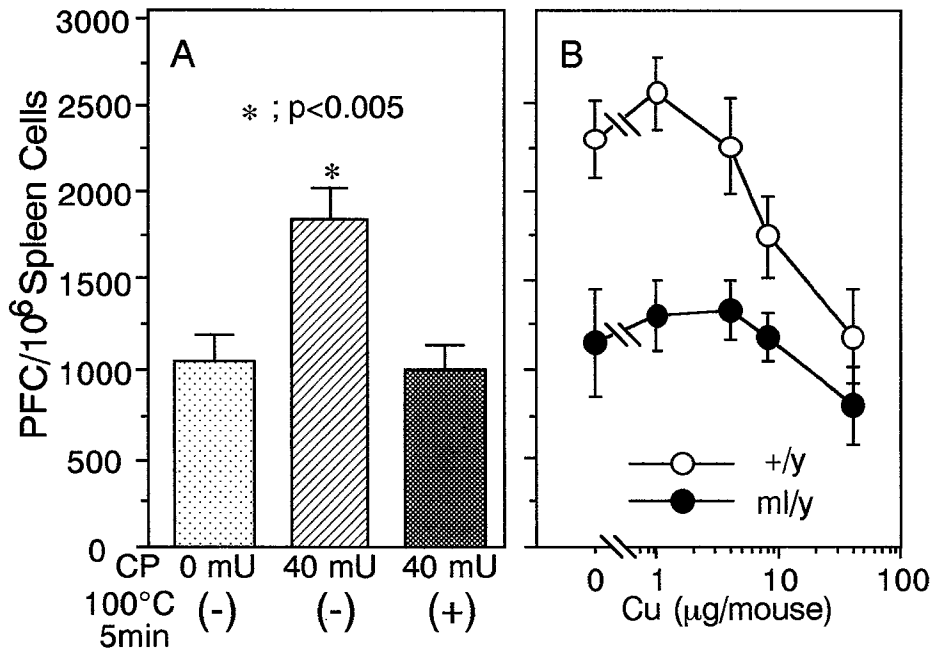 PFC/10⁶ Spleen Cells
3000
2500
2000
1500
1000
500
0
A
* ; p<0.005
*
CP 0 mU 40 mU 40 mU
100°C (-) (-) (+)
5min
B
+/y
ml/y
0 1 10 100
Cu (μg/mouse)